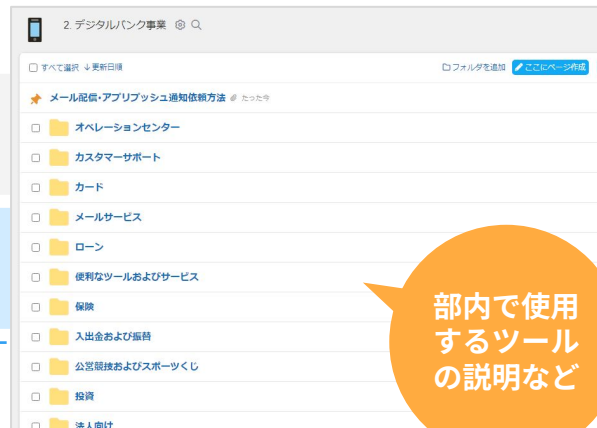 2. デジタルバンク事業
すべて選択 ↓更新日順
フォルダを追加 ここにページ作成
メール配信・アプリプッシュ通知依頼方法 たった今
オペレーションセンター
カスタマーサポート
カード
メールサービス
ローン
便利なツールおよびサービス
保険
入出金および振替
公営競技およびスポーツくじ
投資
法人向け
部内で使用
するツール
の説明など